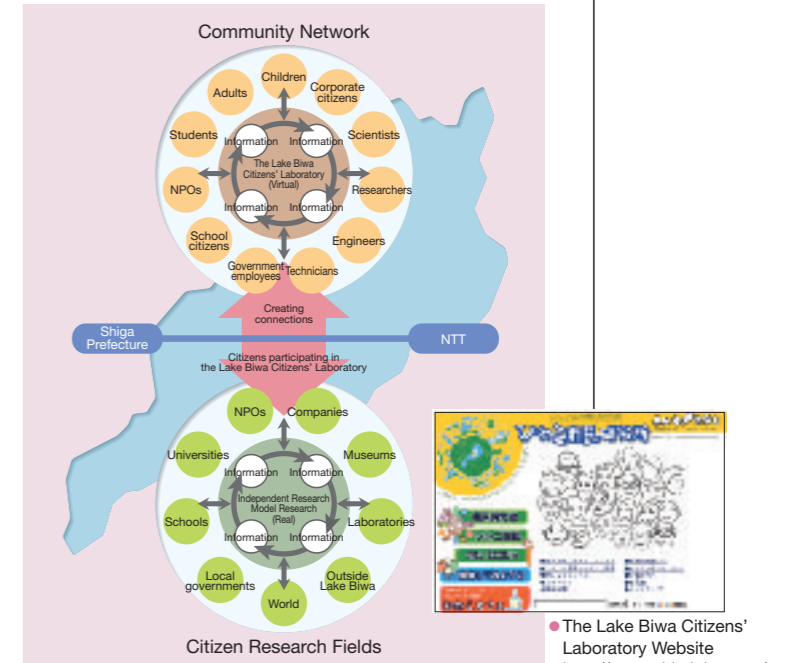 Community Network
Children
Adults
Corporate
citizens
Students
Scientists
Information
Information
The Lake Biwa
Citizens' Laboratory
(Virtual)
NPOs
Researchers
Information
Information
School
citizens
Engineers
Government
employees
Technicians
Creating
connections
Shiga
Prefecture
NTT
Citizens participating in
the Lake Biwa Citizens' Laboratory
NPOs
Companies
Universities
Museums
Information
Information
Independent Research
Model Research
(Real)
Schools
Laboratories
Information
Information
Local
governments
Outside
Lake Biwa
World
Citizen Research Fields
The Lake Biwa Citizens'
Laboratory Website